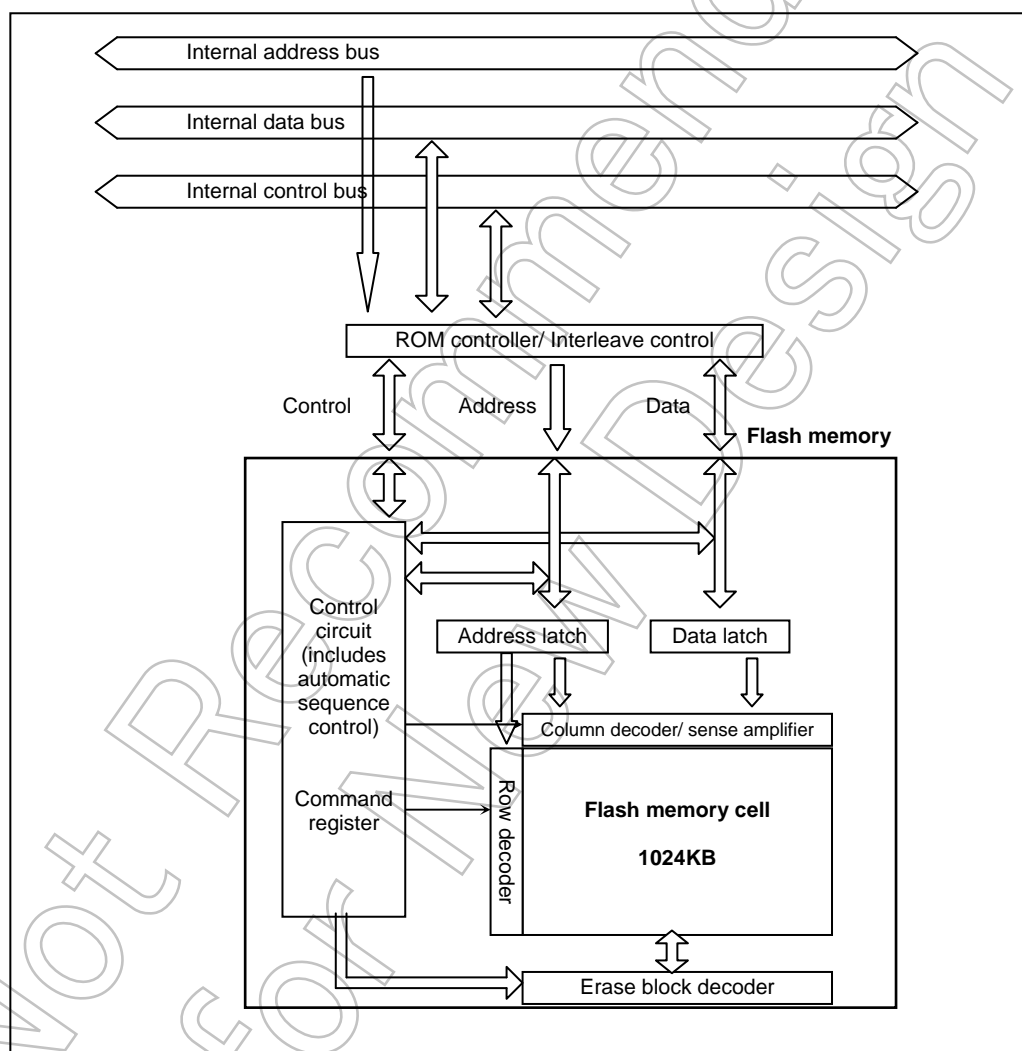 Internal address bus
Internal data bus
Internal control bus
ROM controller/ Interleave control
Control
Address
Data
Flash memory
Control
circuit
(includes
automatic
sequence
control)
Address latch
Data latch
Column decoder/ sense amplifier
Command
register
Row decoder
Flash memory cell
1024KB
Erase block decoder
Not Recommend
for New Design